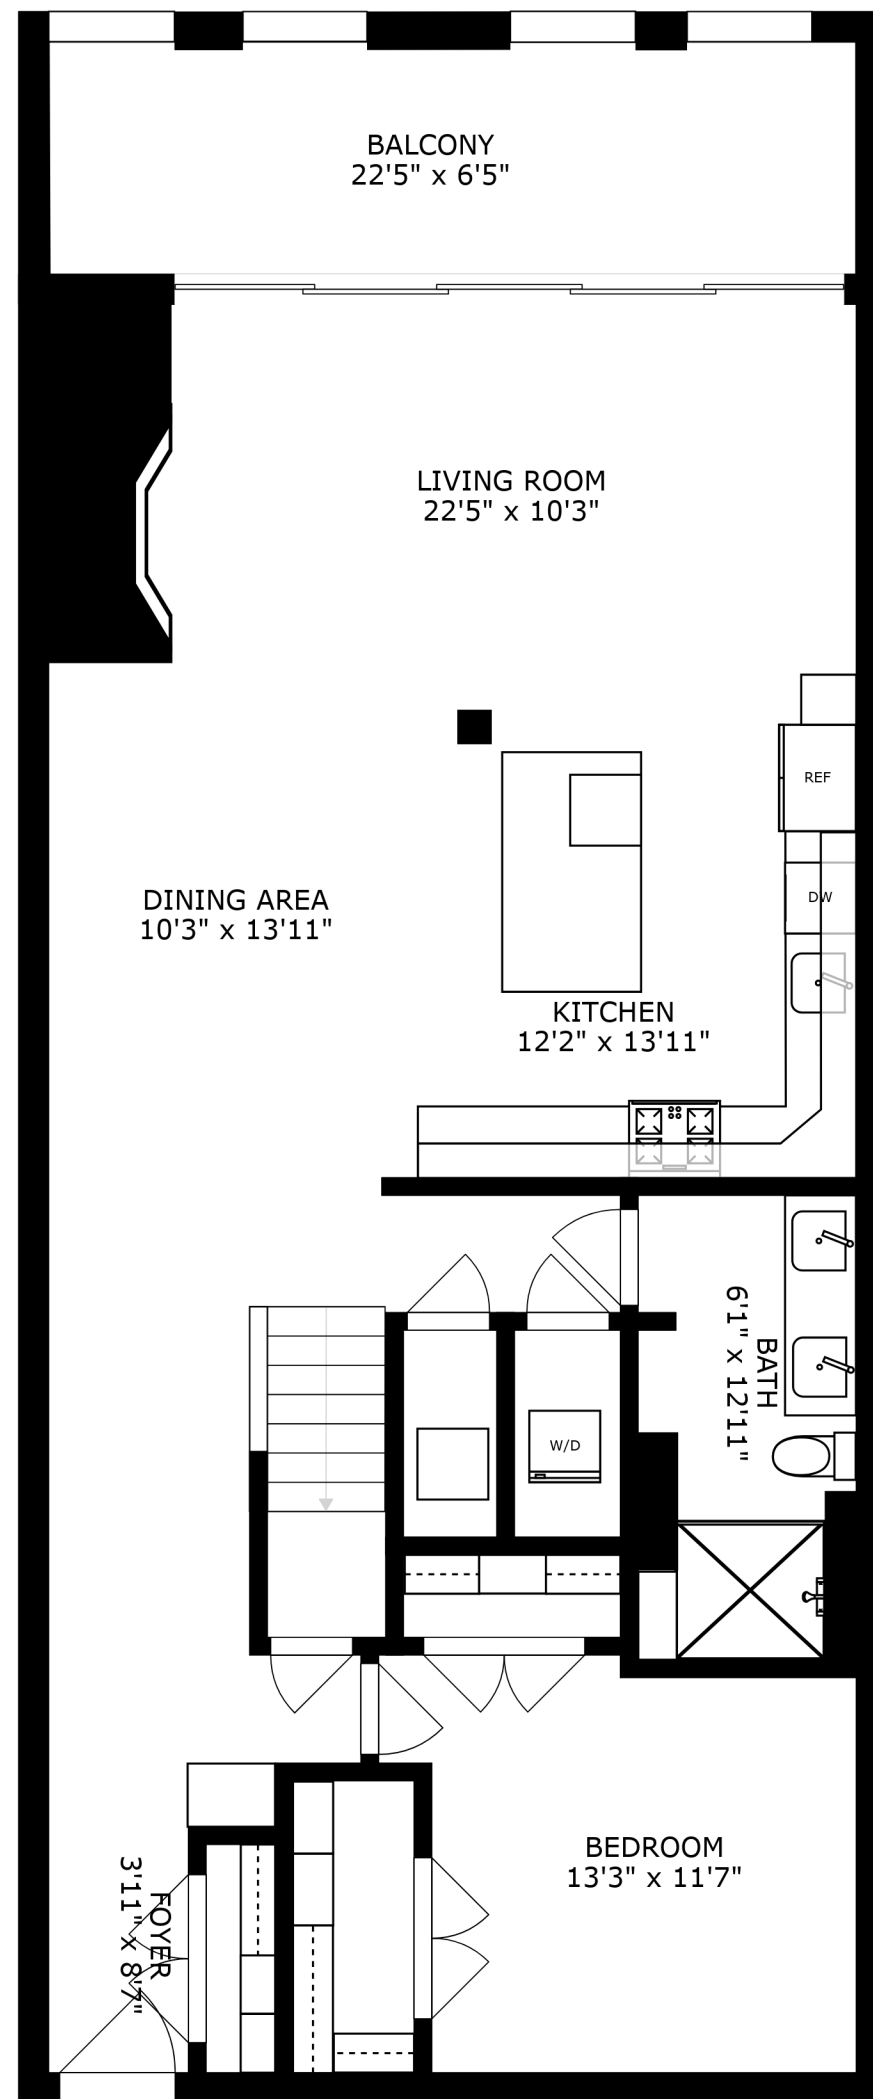 BALCONY
22'5" x 6'5"
LIVING ROOM
22'5" x 10'3"
REF
DINING AREA
10'3" x 13'11"
DW
KITCHEN
12'2" x 13'11"
BATH
6'1" x 12'11"
W/D
BEDROOM
13'3" x 11'7"
FOYER
3'11" x 8'7"